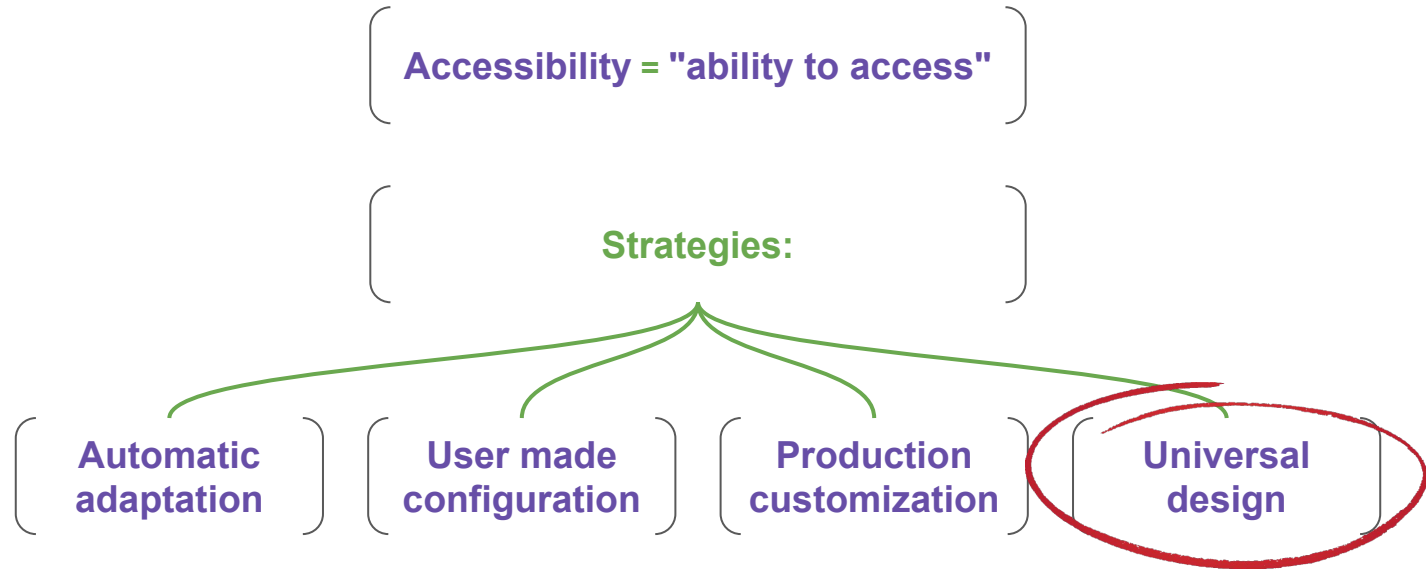 Accessibility = "ability to access"
Strategies:
Automatic
adaptation
User made
configuration
Production
customization
Universal
design